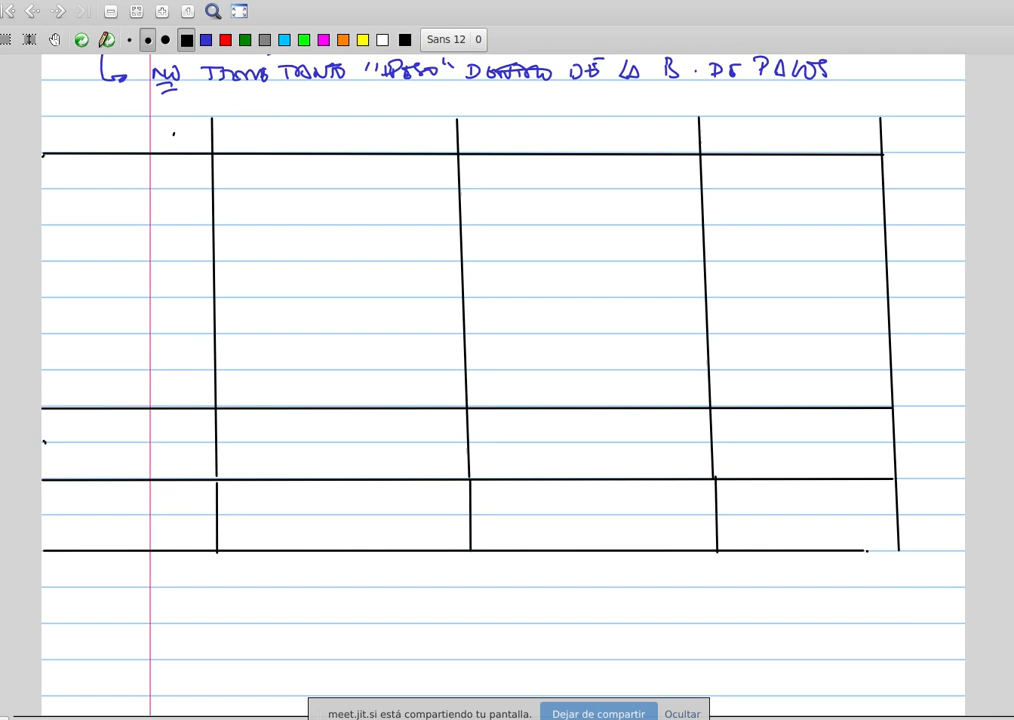 Sans 12 0
↳ NO TIENE TANTO "PESO" DENTRO DE LA B. DE PAGOS
meet.jit.si está compartiendo tu pantalla. Dejar de compartir Ocultar